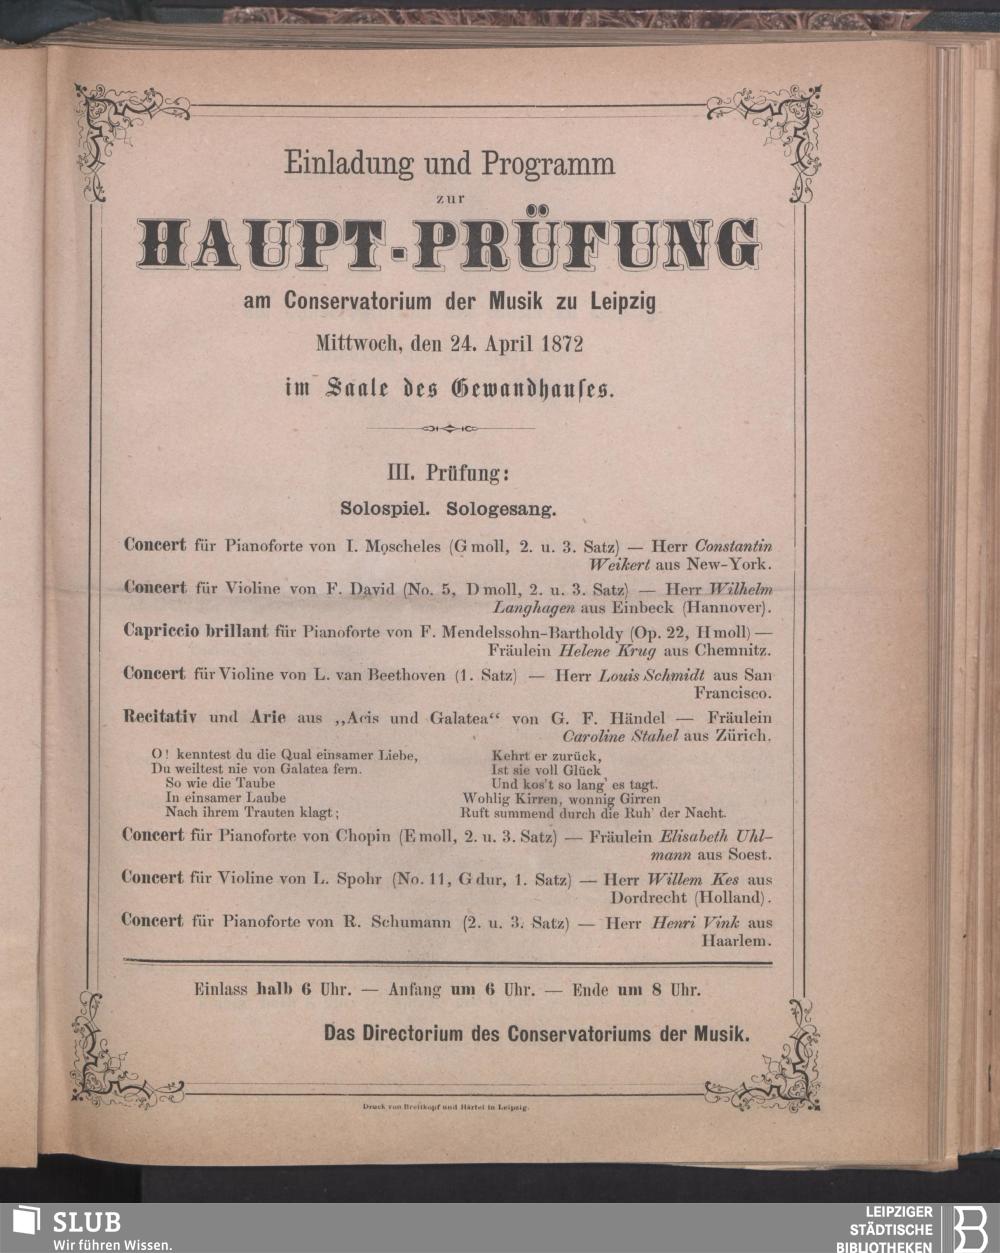 Einladung und Programm
zur
HAUPT-PRÜFUNG
am Conservatorium der Musik zu Leipzig
Mittwoch, den 24. April 1872
im Saale des Gewandhauses.
III. Prüfung:
Solospiel. Sologesang.
Concert für Pianoforte von I. Moscheles (G moll, 2. u. 3. Satz) — Herr Constantin
Weikert aus New-York.
Concert für Violine von F. David (No. 5, D moll, 2. u. 3. Satz) — Herr Wilhelm
Langhagen aus Einbeck (Hannover).
Capriccio brillant für Pianoforte von F. Mendelssohn-Bartholdy (Op. 22, H moll) —
Fräulein Helene Krug aus Chemnitz.
Concert für Violine von L. van Beethoven (1. Satz) — Herr Louis Schmidt aus San
Francisco.
Recitativ und Arie aus „Acis und Galatea“ von G. F. Händel — Fräulein
Caroline Stahel aus Zürich.
O! kenntest du die Qual einsamer Liebe,
Du weiltest nie von Galatea fern.
So wie die Taube
In einsamer Laube
Nach ihrem Trauten klagt;
Kehrt er zurück,
Ist sie voll Glück
Und kos't so lang' es tagt.
Wohlig Kirren, wonnig Girren
Ruft summend durch die Ruh' der Nacht.
Concert für Pianoforte von Chopin (E moll, 2. u. 3. Satz) — Fräulein Elisabeth Uhl-
mann aus Soest.
Concert für Violine von L. Spohr (No. 11, G dur, 1. Satz) — Herr Willem Kes aus
Dordrecht (Holland).
Concert für Pianoforte von R. Schumann (2. u. 3. Satz) — Herr Henri Vink aus
Haarlem.
Einlass halb 6 Uhr. — Anfang um 6 Uhr. — Ende um 8 Uhr.
Das Directorium des Conservatoriums der Musik.
Druck von Breitkopf und Härtel in Leipzig.
SLUB
Wir führen Wissen.
LEIPZIGER
STÄDTISCHE
BIBLIOTHEKEN